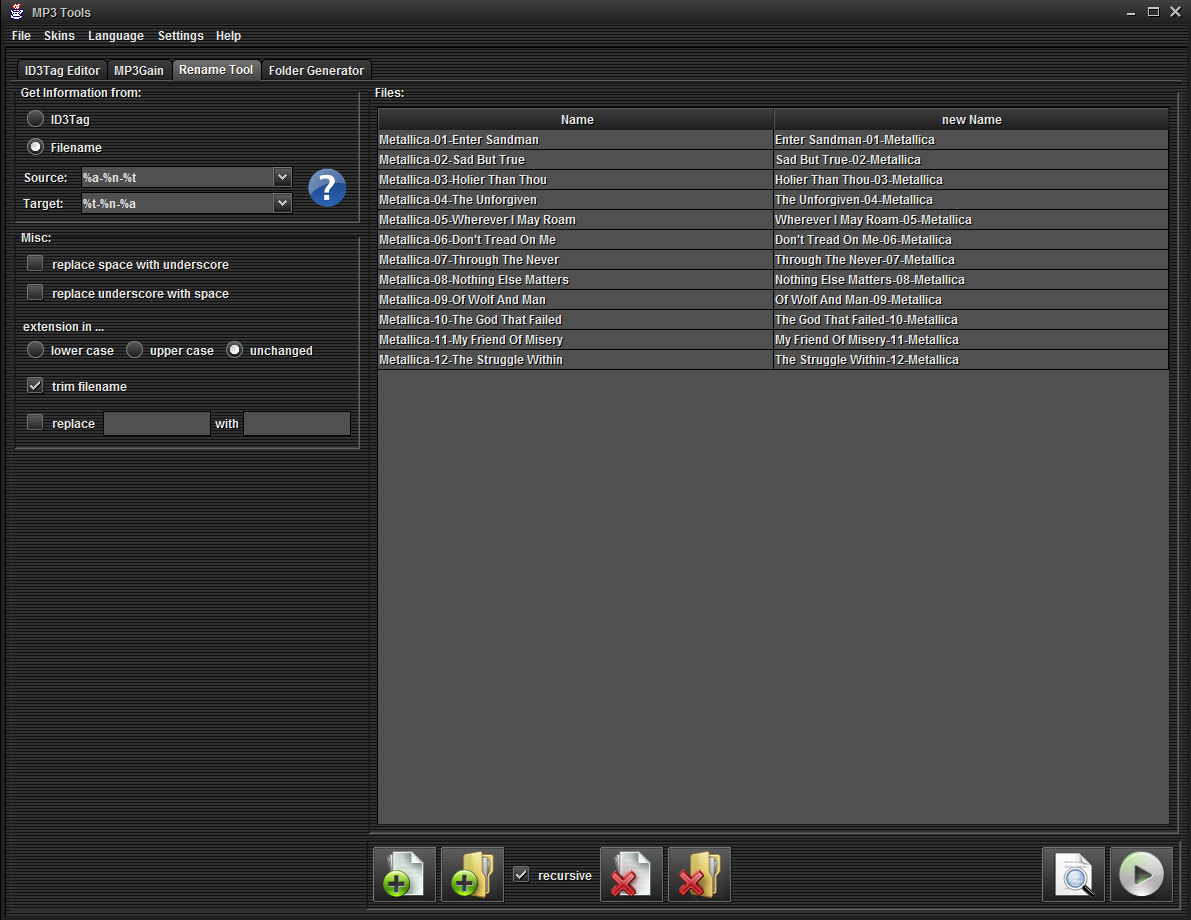 MP3 Tools
File Skins Language Settings Help
ID3Tag Editor MP3Gain Rename Tool Folder Generator
Get Information from:
ID3Tag
Filename
Source: %a-%n-%t
Target: %t-%n-%a
?
Misc:
replace space with underscore
replace underscore with space
extension in ...
lower case upper case unchanged
trim filename
replace with
Files:
Name new Name
Metallica-01-Enter Sandman Enter Sandman-01-Metallica
Metallica-02-Sad But True Sad But True-02-Metallica
Metallica-03-Holier Than Thou Holier Than Thou-03-Metallica
Metallica-04-The Unforgiven The Unforgiven-04-Metallica
Metallica-05-Wherever I May Roam Wherever I May Roam-05-Metallica
Metallica-06-Don't Tread On Me Don't Tread On Me-06-Metallica
Metallica-07-Through The Never Through The Never-07-Metallica
Metallica-08-Nothing Else Matters Nothing Else Matters-08-Metallica
Metallica-09-Of Wolf And Man Of Wolf And Man-09-Metallica
Metallica-10-The God That Failed The God That Failed-10-Metallica
Metallica-11-My Friend Of Misery My Friend Of Misery-11-Metallica
Metallica-12-The Struggle Within The Struggle Within-12-Metallica
recursive